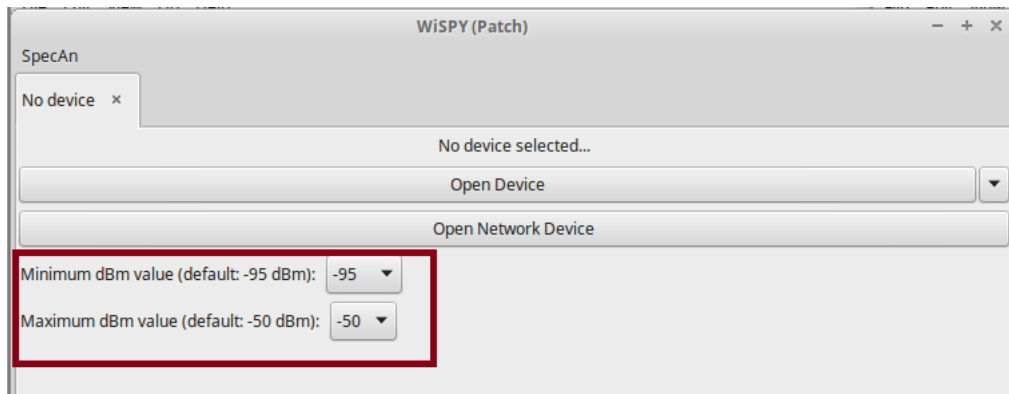 WiSPY (Patch)
SpecAn
No device ×
No device selected...
Open Device
Open Network Device
Minimum dBm value (default: -95 dBm): -95
Maximum dBm value (default: -50 dBm): -50